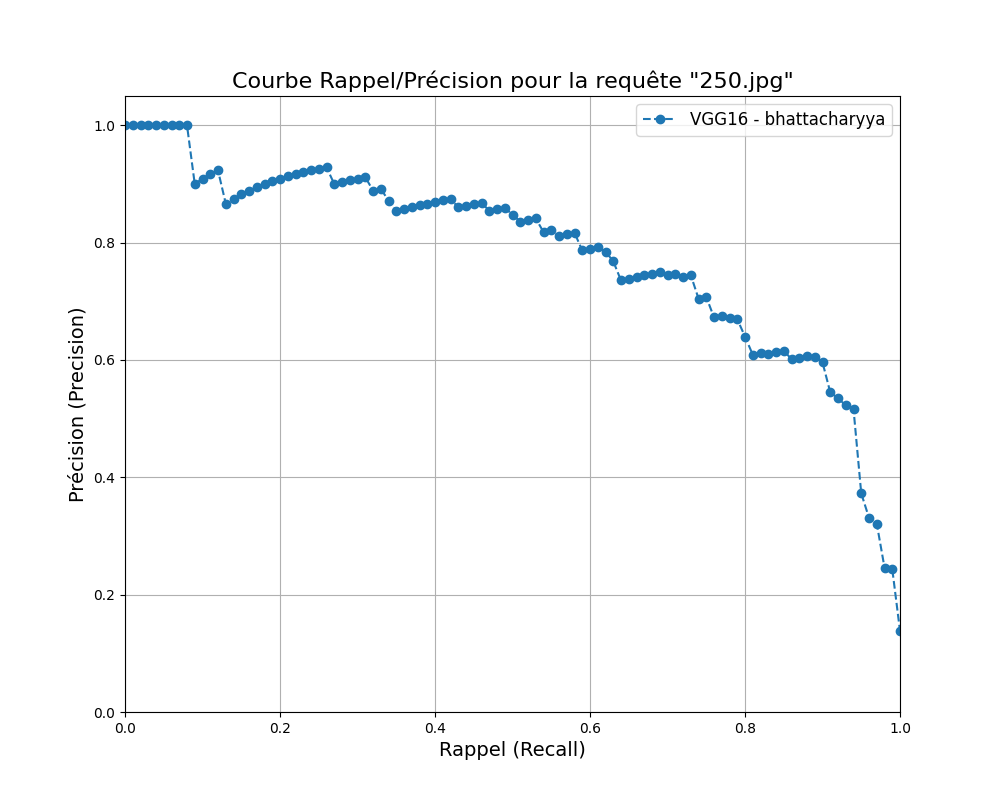 Courbe Rappel/Précision pour la requête "250.jpg"
VGG16 - bhattacharyya
Précision (Precision)
1.0
0.8
0.6
0.4
0.2
0.0
0.0 0.2 0.4 0.6 0.8 1.0
Rappel (Recall)